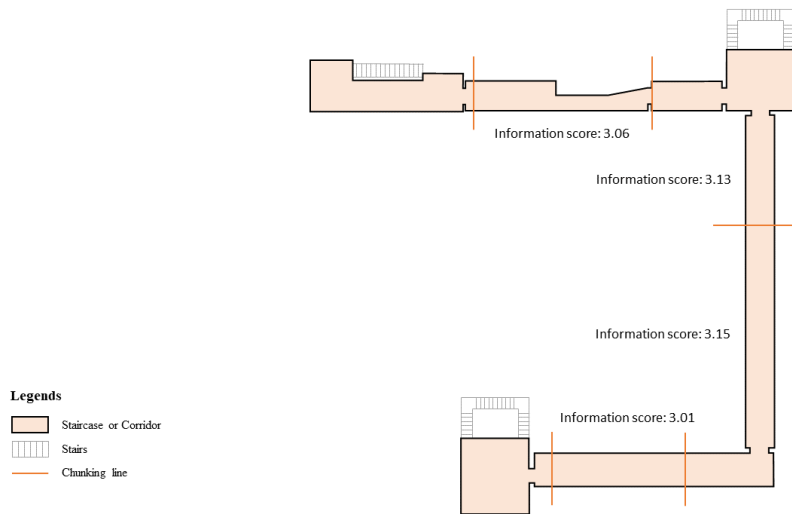 Information score: 3.06
Information score: 3.13
Information score: 3.15
Information score: 3.01
Legends
Staircase or Corridor
Stairs
Chunking line